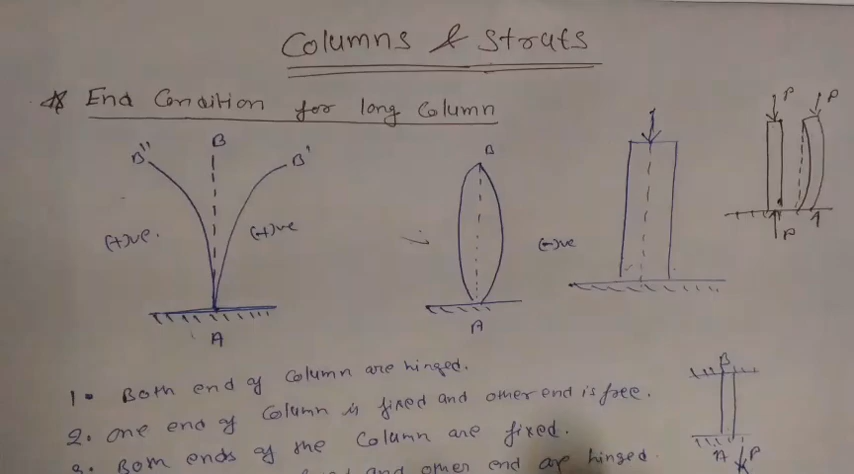 Columns & Struts
End Condition for long Column
B" B B'
(+)ve. (+)ve
A
B
(-)ve
A
P P
A A
P
1. Both end of Column are hinged.
2. One end of Column is fixed and other end is free.
3. Both ends of the Column are fixed.
and other end are hinged.
B
A P